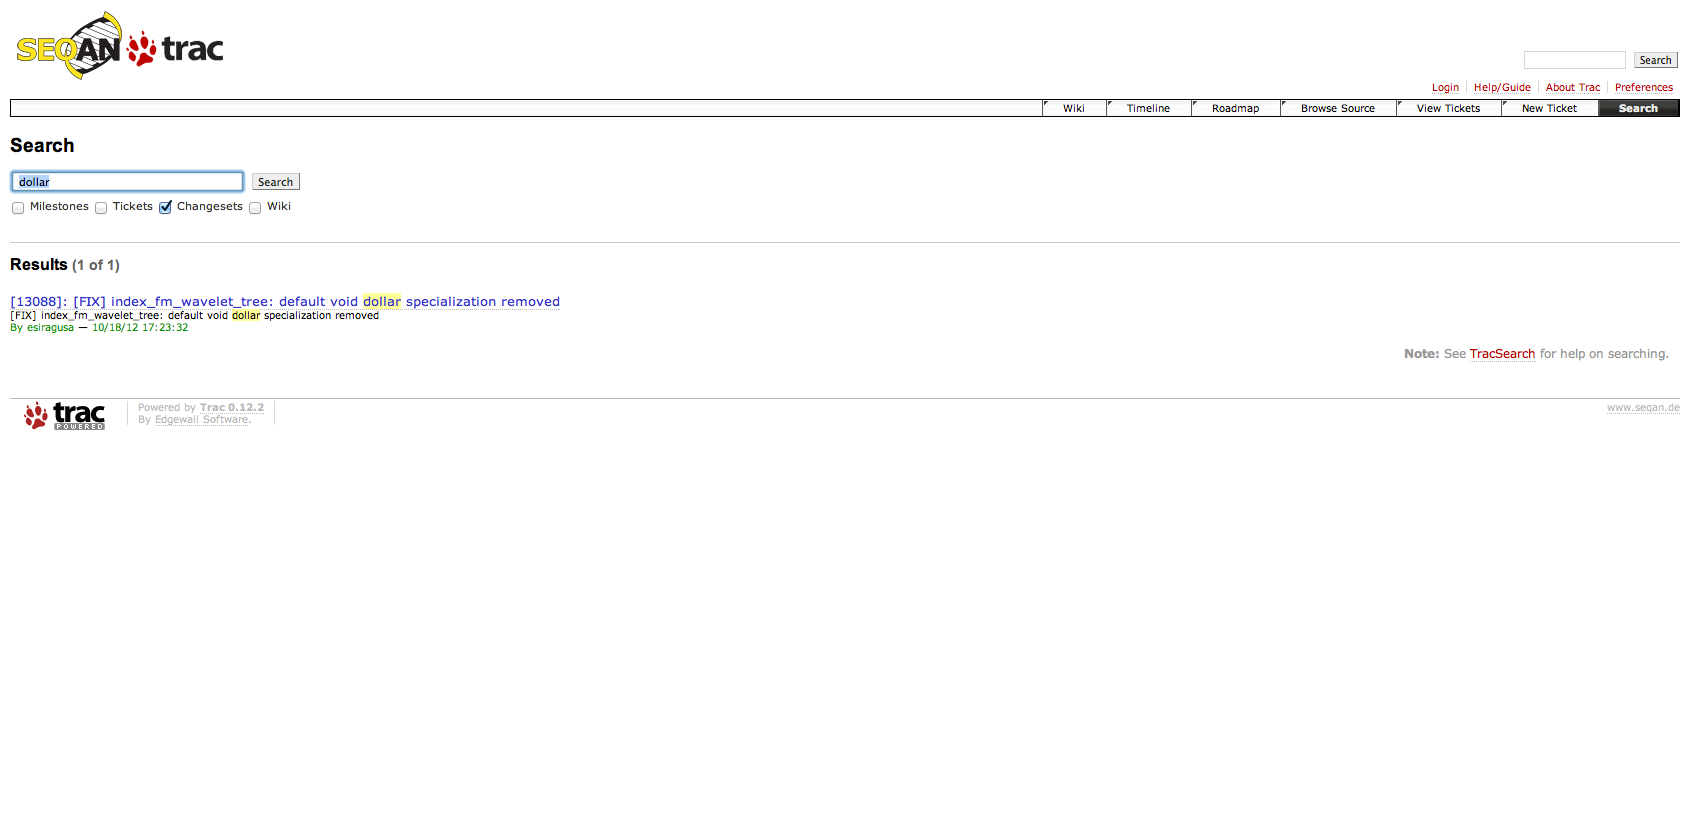 SEQAN trac
Search
Login Help/Guide About Trac Preferences
Wiki Timeline Roadmap Browse Source View Tickets New Ticket Search
Search
dollar Search
Milestones Tickets Changesets Wiki
Results (1 of 1)
[13088]: [FIX] index_fm_wavelet_tree: default void dollar specialization removed
[FIX] index_fm_wavelet_tree: default void dollar specialization removed
By esiragusa — 10/18/12 17:23:32
Note: See TracSearch for help on searching.
trac POWERED
Powered by Trac 0.12.2
By Edgewall Software.
www.seqan.de